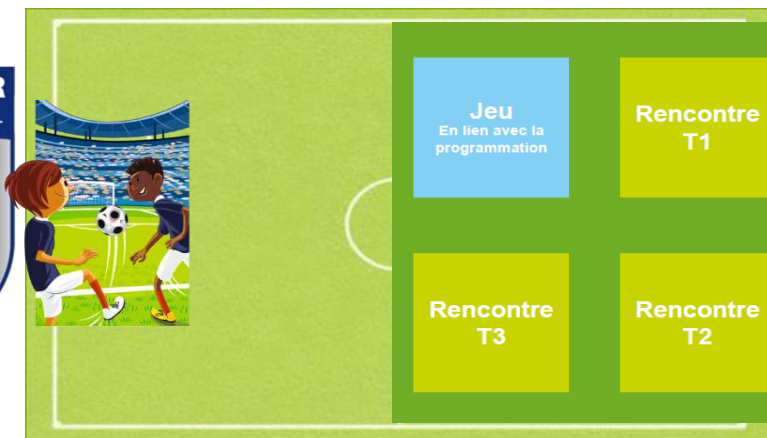 Jeu
En lien avec la
programmation
Rencontre
T1
Rencontre
T3
Rencontre
T2